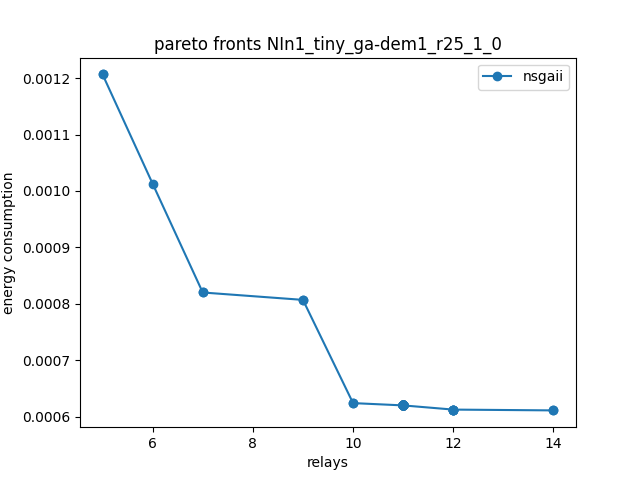 pareto fronts NIn1_tiny_ga-dem1_r25_1_0
nsgaii
energy consumption
0.0012
0.0011
0.0010
0.0009
0.0008
0.0007
0.0006
6 8 10 12 14
relays